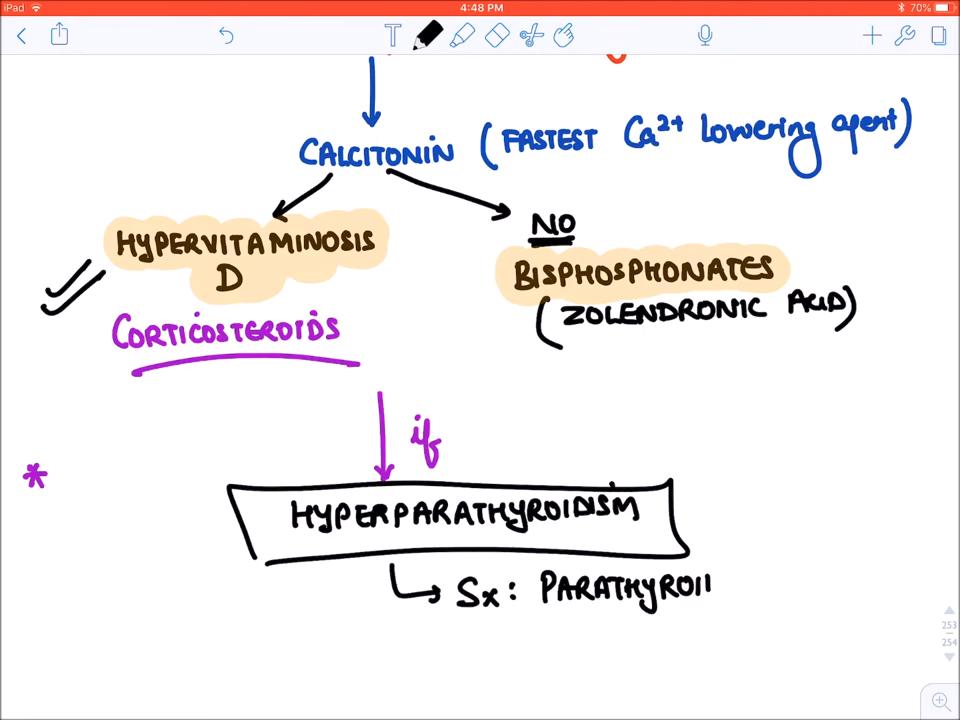 iPad 4:48 PM 70%
T
CALCITONIN (FASTEST Ca2+ lowering agent)
NO
HYPERVITAMINOSIS BISPHOSPHONATES
D
(ZOLENDRONIC ACID)
CORTICOSTEROIDS
if
*
HYPERPARATHYROIDISM
Sx: PARATHYROI
253
254